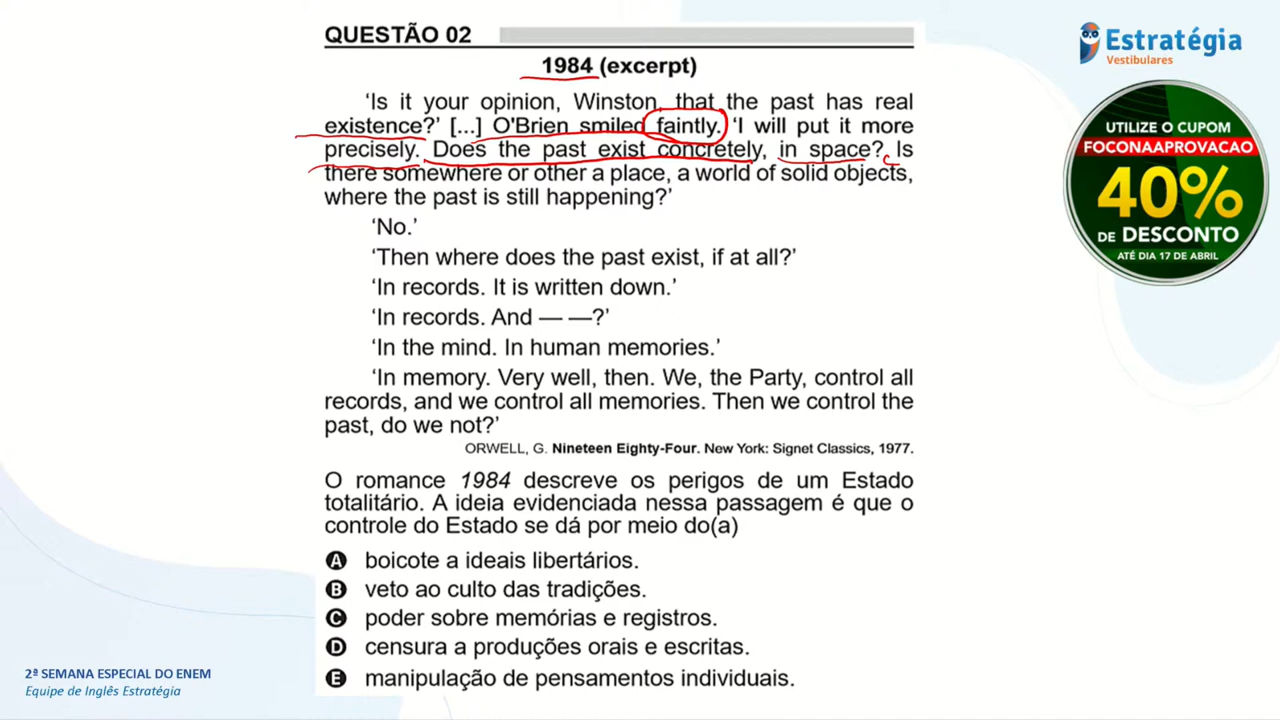 QUESTÃO 02
1984 (excerpt)
'Is it your opinion, Winston, that the past has real
existence?' [...] O'Brien smiled faintly. 'I will put it more
precisely. Does the past exist concretely, in space? Is
there somewhere or other a place, a world of solid objects,
where the past is still happening?'
'No.'
'Then where does the past exist, if at all?'
'In records. It is written down.'
'In records. And — —?'
'In the mind. In human memories.'
'In memory. Very well, then. We, the Party, control all
records, and we control all memories. Then we control the
past, do we not?'
ORWELL, G. Nineteen Eighty-Four. New York: Signet Classics, 1977.
O romance 1984 descreve os perigos de um Estado
totalitário. A ideia evidenciada nessa passagem é que o
controle do Estado se dá por meio do(a)
A boicote a ideais libertários.
B veto ao culto das tradições.
C poder sobre memórias e registros.
D censura a produções orais e escritas.
E manipulação de pensamentos individuais.
Estratégia
Vestibulares
UTILIZE O CUPOM
FOCONAAPROVACAO
40%
DE DESCONTO
ATÉ DIA 17 DE ABRIL
2ª SEMANA ESPECIAL DO ENEM
Equipe de Inglês Estratégia